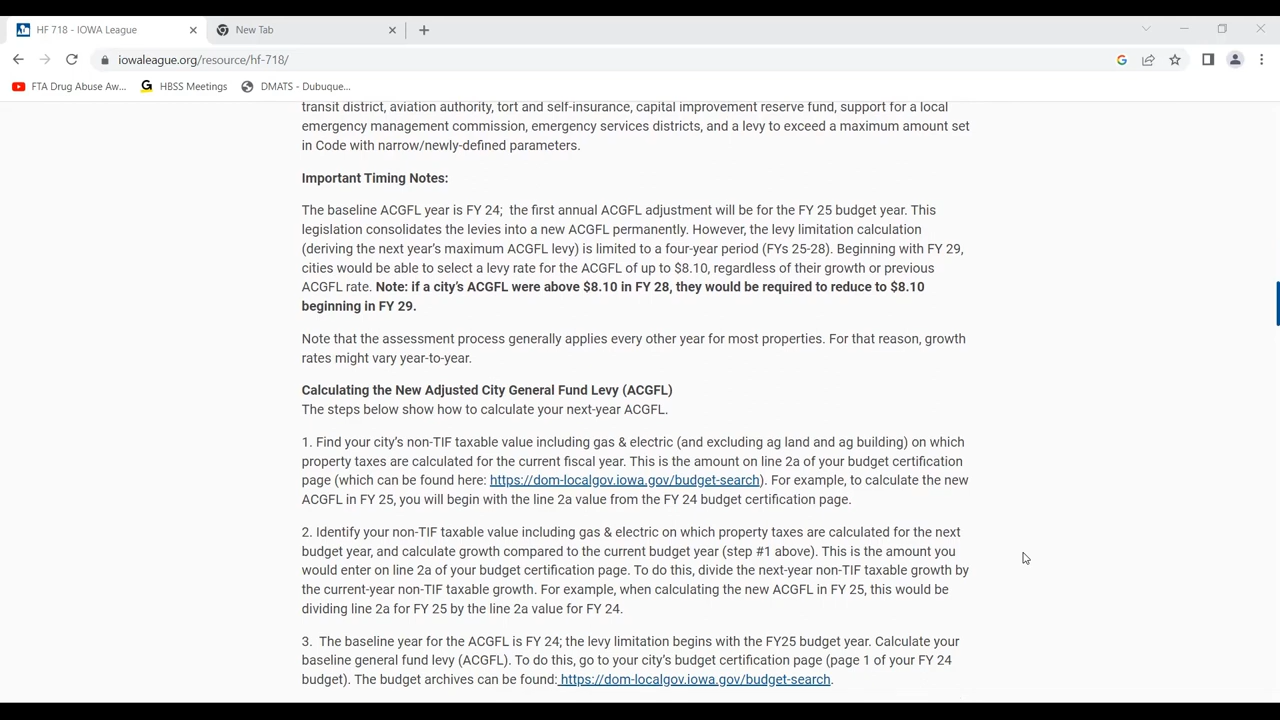 HF 718 - IOWA League
New Tab
iowaleague.org/resource/hf-718/
FTA Drug Abuse Aw...
HBSS Meetings
DMATS - Dubuque...
transit district, aviation authority, tort and self-insurance, capital improvement reserve fund, support for a local
emergency management commission, emergency services districts, and a levy to exceed a maximum amount set
in Code with narrow/newly-defined parameters.
Important Timing Notes:
The baseline ACGFL year is FY 24;  the first annual ACGFL adjustment will be for the FY 25 budget year. This
legislation consolidates the levies into a new ACGFL permanently. However, the levy limitation calculation
(deriving the next year's maximum ACGFL levy) is limited to a four-year period (FYs 25-28). Beginning with FY 29,
cities would be able to select a levy rate for the ACGFL of up to $8.10, regardless of their growth or previous
ACGFL rate. Note: if a city's ACGFL were above $8.10 in FY 28, they would be required to reduce to $8.10
beginning in FY 29.
Note that the assessment process generally applies every other year for most properties. For that reason, growth
rates might vary year-to-year.
Calculating the New Adjusted City General Fund Levy (ACGFL)
The steps below show how to calculate your next-year ACGFL.
1. Find your city's non-TIF taxable value including gas & electric (and excluding ag land and ag building) on which
property taxes are calculated for the current fiscal year. This is the amount on line 2a of your budget certification
page (which can be found here: https://dom-localgov.iowa.gov/budget-search). For example, to calculate the new
ACGFL in FY 25, you will begin with the line 2a value from the FY 24 budget certification page.
2. Identify your non-TIF taxable value including gas & electric on which property taxes are calculated for the next
budget year, and calculate growth compared to the current budget year (step #1 above). This is the amount you
would enter on line 2a of your budget certification page. To do this, divide the next-year non-TIF taxable growth by
the current-year non-TIF taxable growth. For example, when calculating the new ACGFL in FY 25, this would be
dividing line 2a for FY 25 by the line 2a value for FY 24.
3.  The baseline year for the ACGFL is FY 24; the levy limitation begins with the FY25 budget year. Calculate your
baseline general fund levy (ACGFL). To do this, go to your city's budget certification page (page 1 of your FY 24
budget). The budget archives can be found: https://dom-localgov.iowa.gov/budget-search.